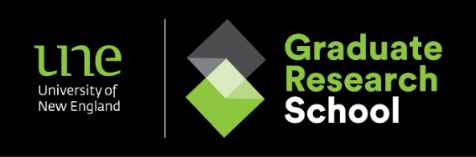 une
University of
New England
Graduate
Research
School